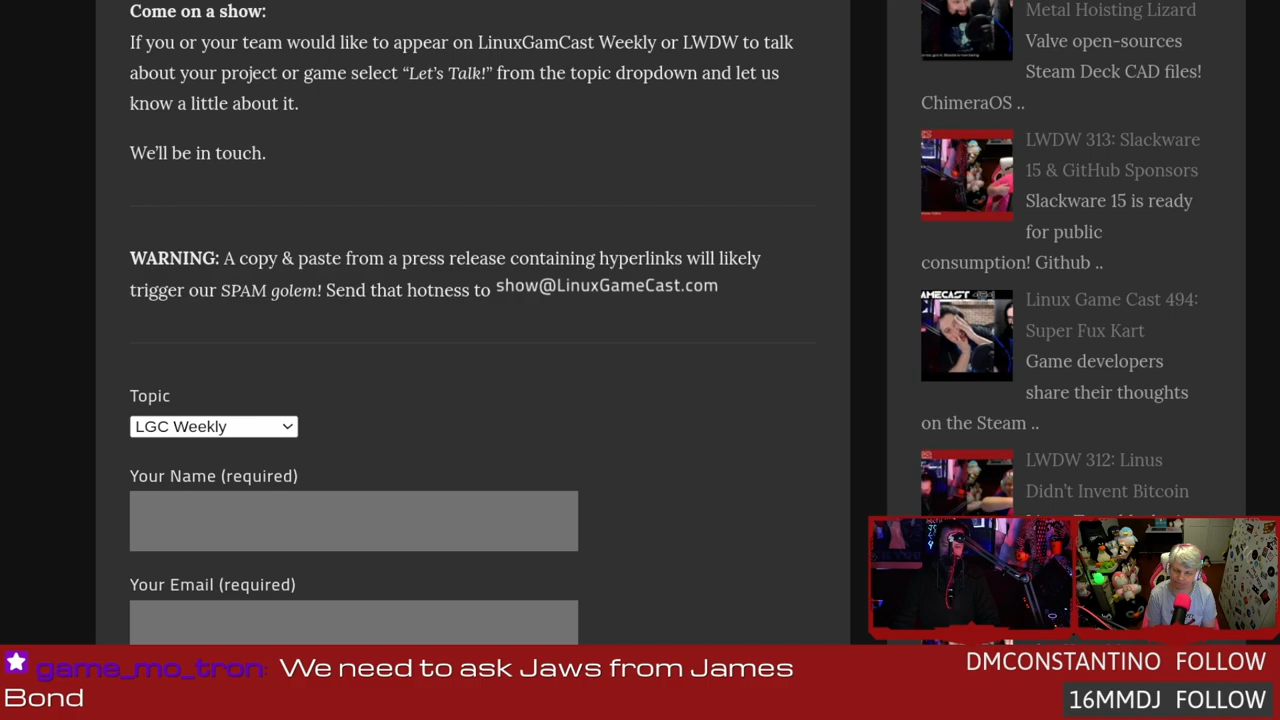 Come on a show:
If you or your team would like to appear on LinuxGamCast Weekly or LWDW to talk
about your project or game select “Let’s Talk!” from the topic dropdown and let us
know a little about it.
We’ll be in touch.
WARNING: A copy & paste from a press release containing hyperlinks will likely
trigger our SPAM golem! Send that hotness to show@LinuxGameCast.com
Topic
LGC Weekly
Your Name (required)
Your Email (required)
Metal Hoisting Lizard
Valve open-sources
Steam Deck CAD files!
ChimeraOS ..
LWDW 313: Slackware
15 & GitHub Sponsors
Slackware 15 is ready
for public
consumption! Github ..
Linux Game Cast 494:
Super Fux Kart
Game developers
share their thoughts
on the Steam ..
LWDW 312: Linus
Didn’t Invent Bitcoin
game_mo_tron: We need to ask Jaws from James
Bond
DMCONSTANTINO FOLLOW
16MMDJ FOLLOW